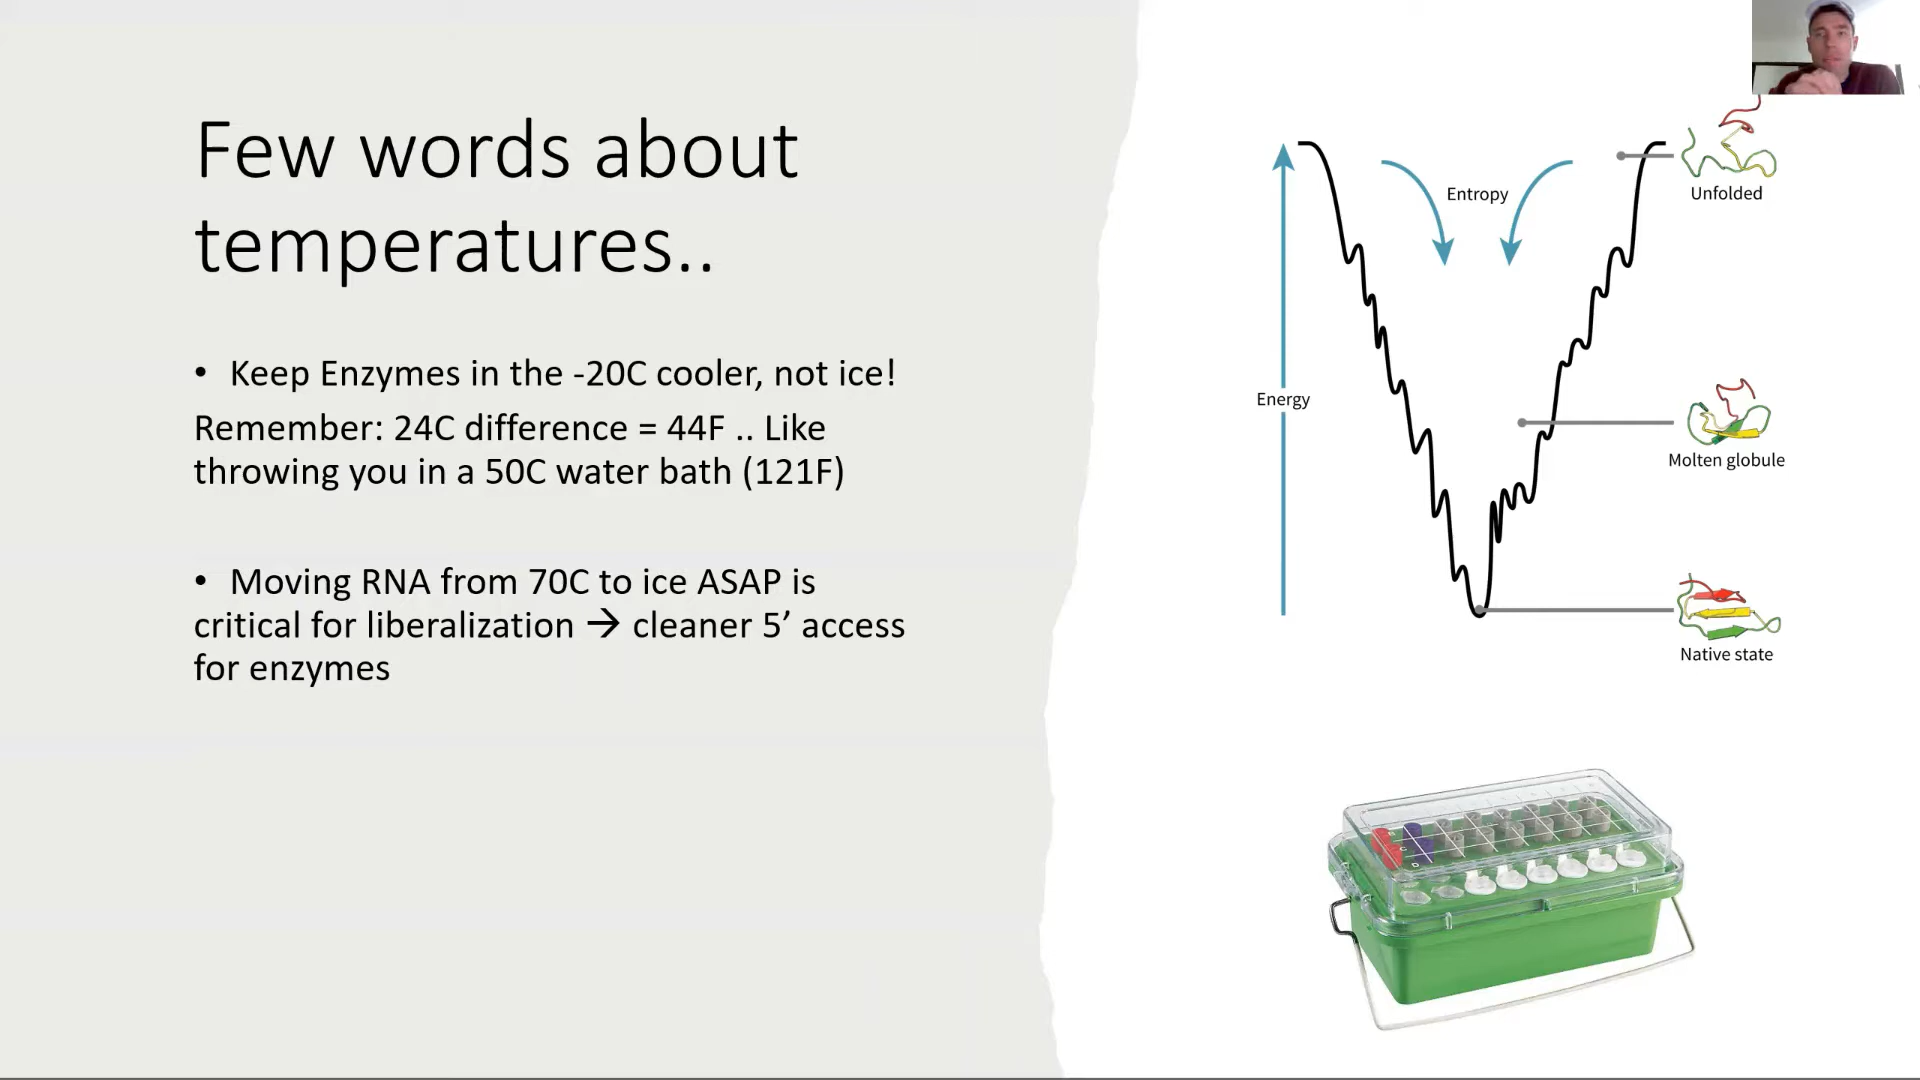 Few words about
temperatures..
• Keep Enzymes in the -20C cooler, not ice!
Remember: 24C difference = 44F .. Like
throwing you in a 50C water bath (121F)
• Moving RNA from 70C to ice ASAP is
critical for liberalization → cleaner 5’ access
for enzymes
Entropy
Unfolded
Energy
Molten globule
Native state